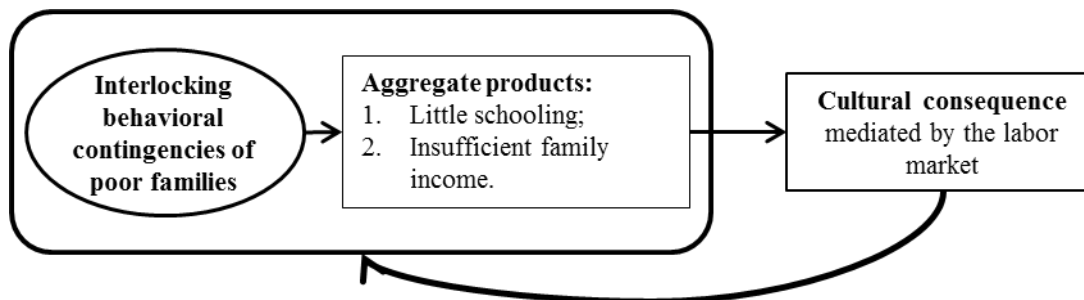 Interlocking
behavioral
contingencies of
poor families
Aggregate products:
1. Little schooling;
2. Insufficient family
income.
Cultural consequence
mediated by the labor
market